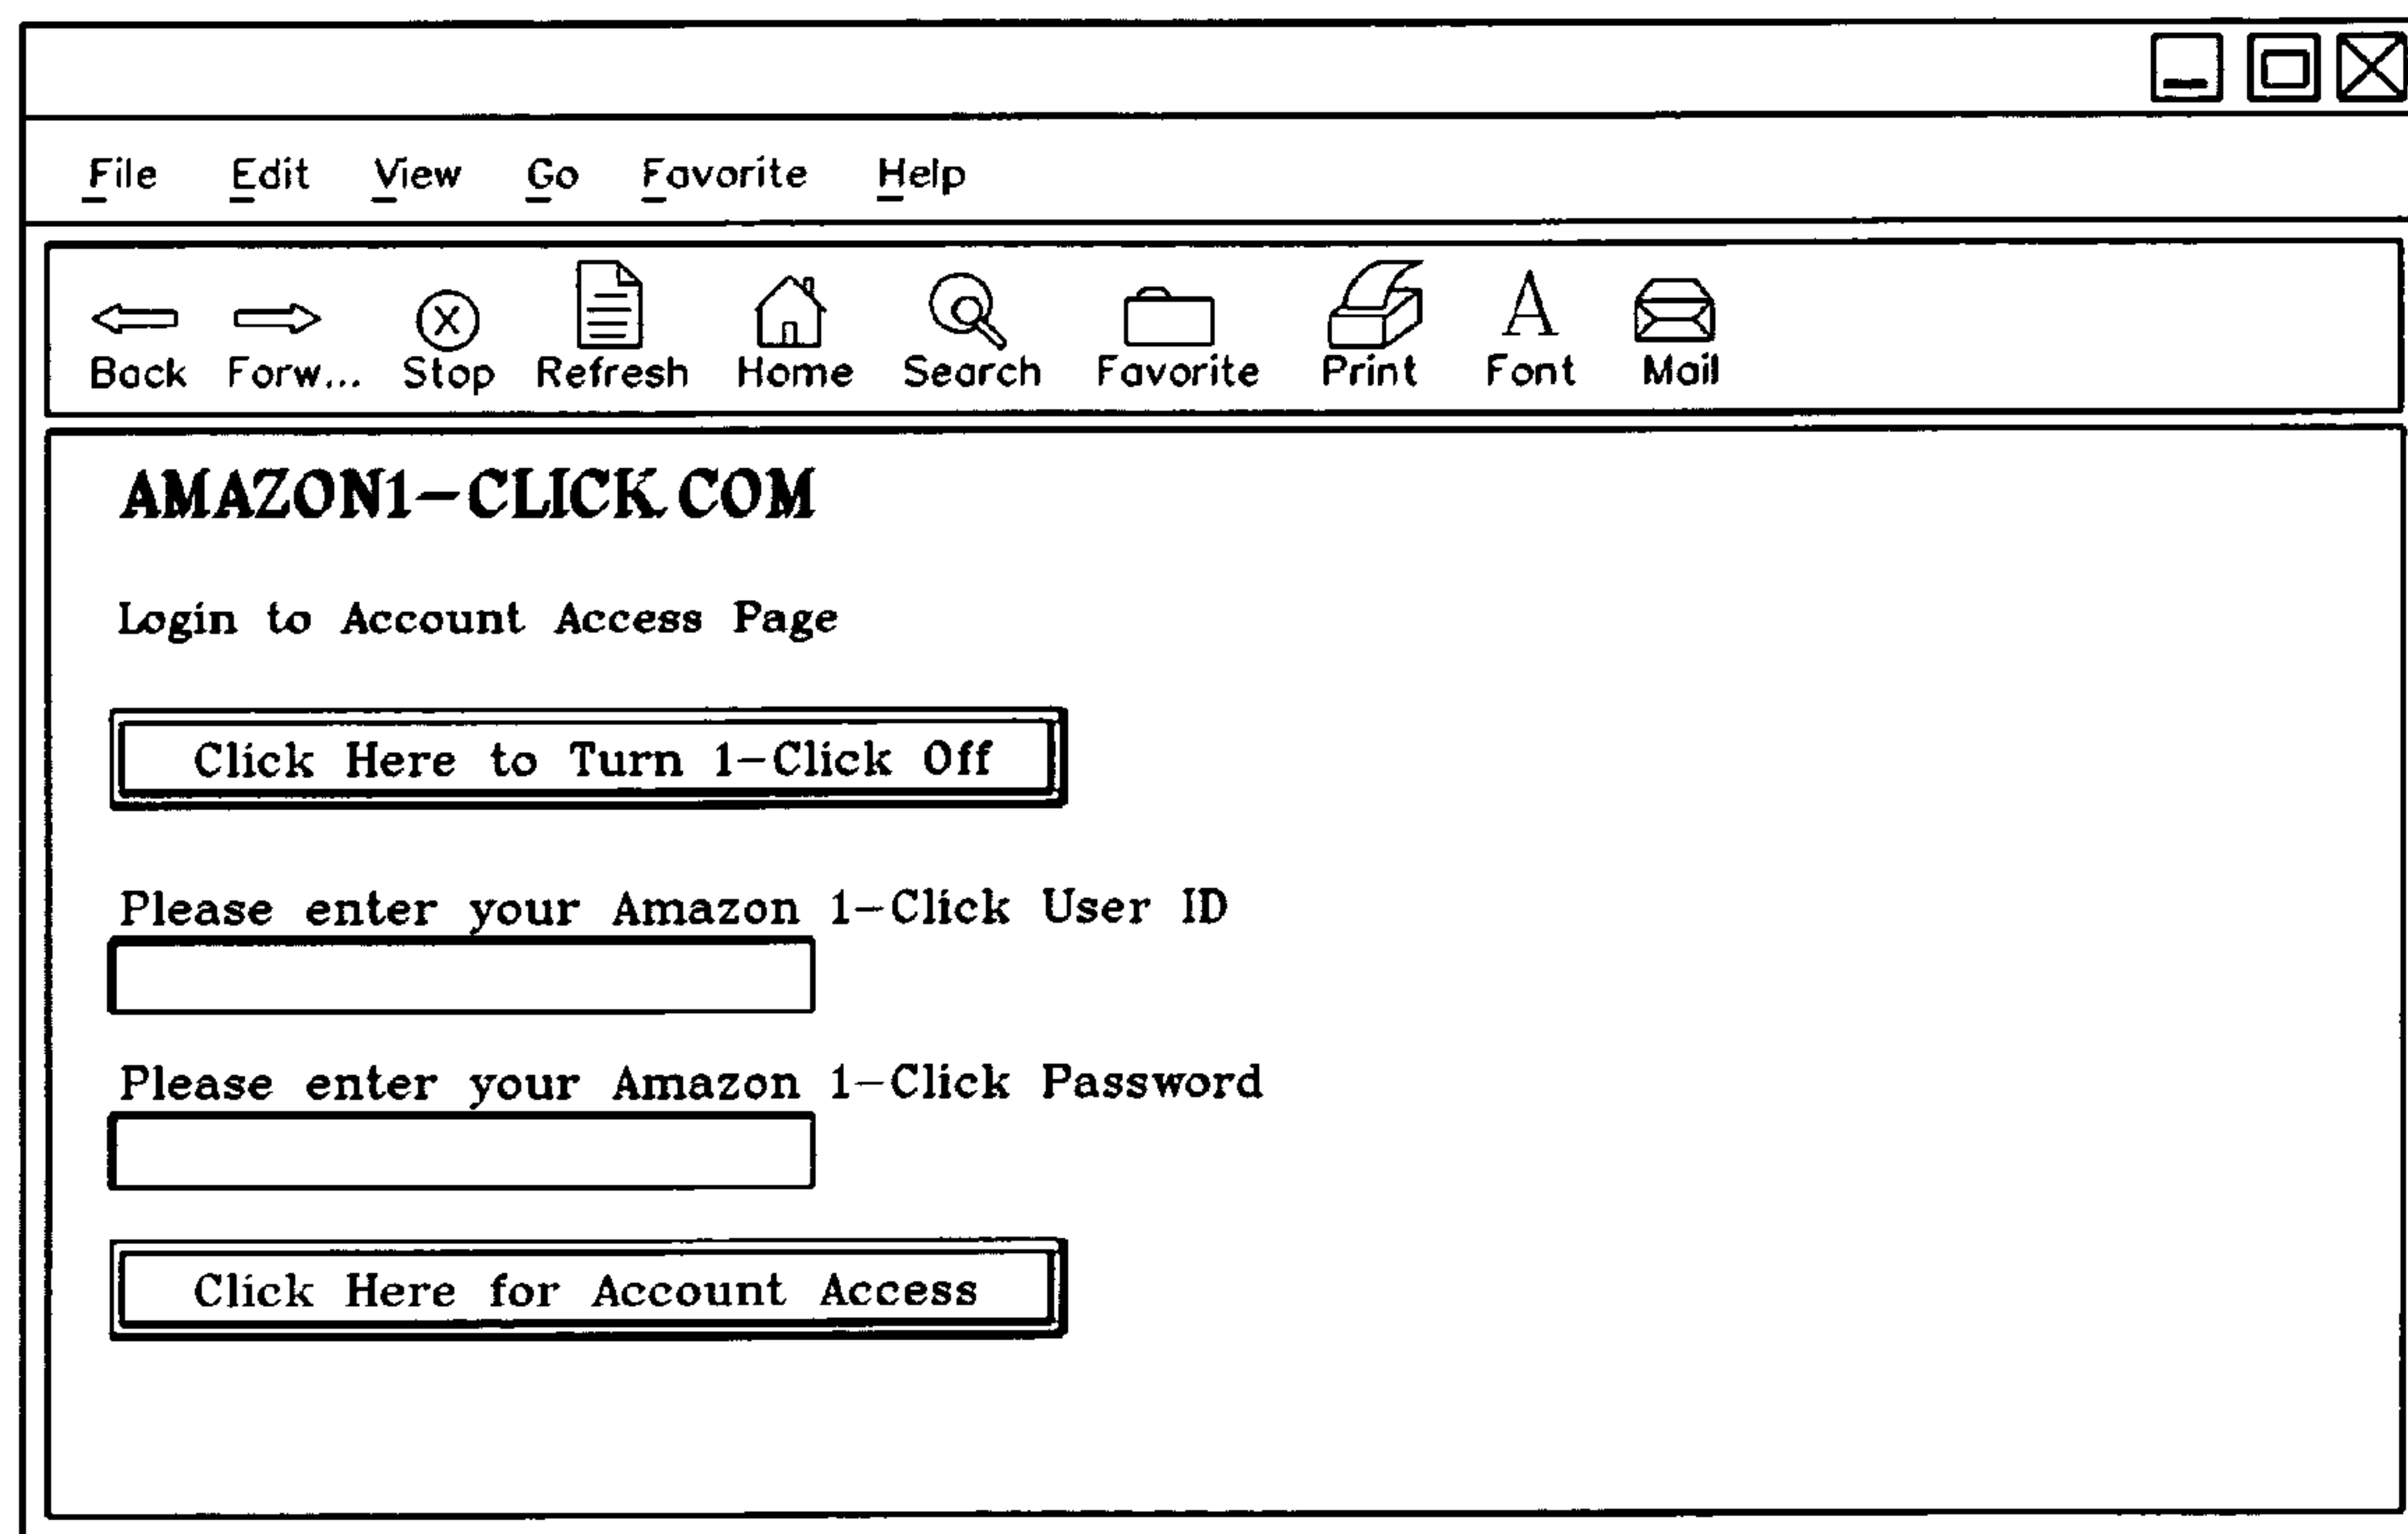 File Edit View Go Favorite Help
Back Forw... Stop Refresh Home Search Favorite Print Font Mail
AMAZON1-CLICK.COM
Login to Account Access Page
Click Here to Turn 1-Click Off
Please enter your Amazon 1-Click User ID
Please enter your Amazon 1-Click Password
Click Here for Account Access